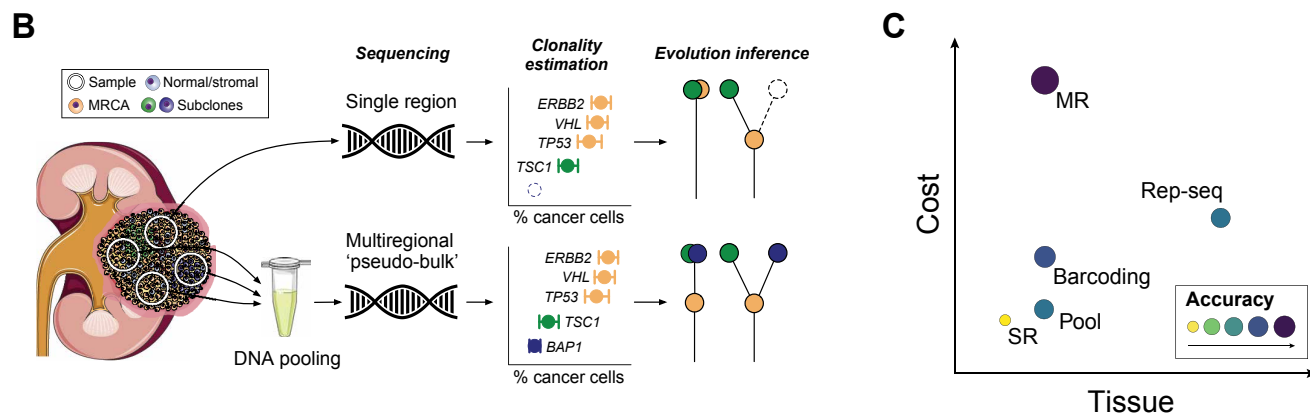 B
Sample
Normal/stromal
MRCA
Subclones
Sequencing
Clonality
estimation
Evolution inference
Single region
ERBB2
VHL
TP53
TSC1
% cancer cells
Multiregional
'pseudo-bulk'
DNA pooling
ERBB2
VHL
TP53
TSC1
BAP1
% cancer cells
C
Cost
MR
Rep-seq
Barcoding
Pool
SR
Accuracy
Tissue